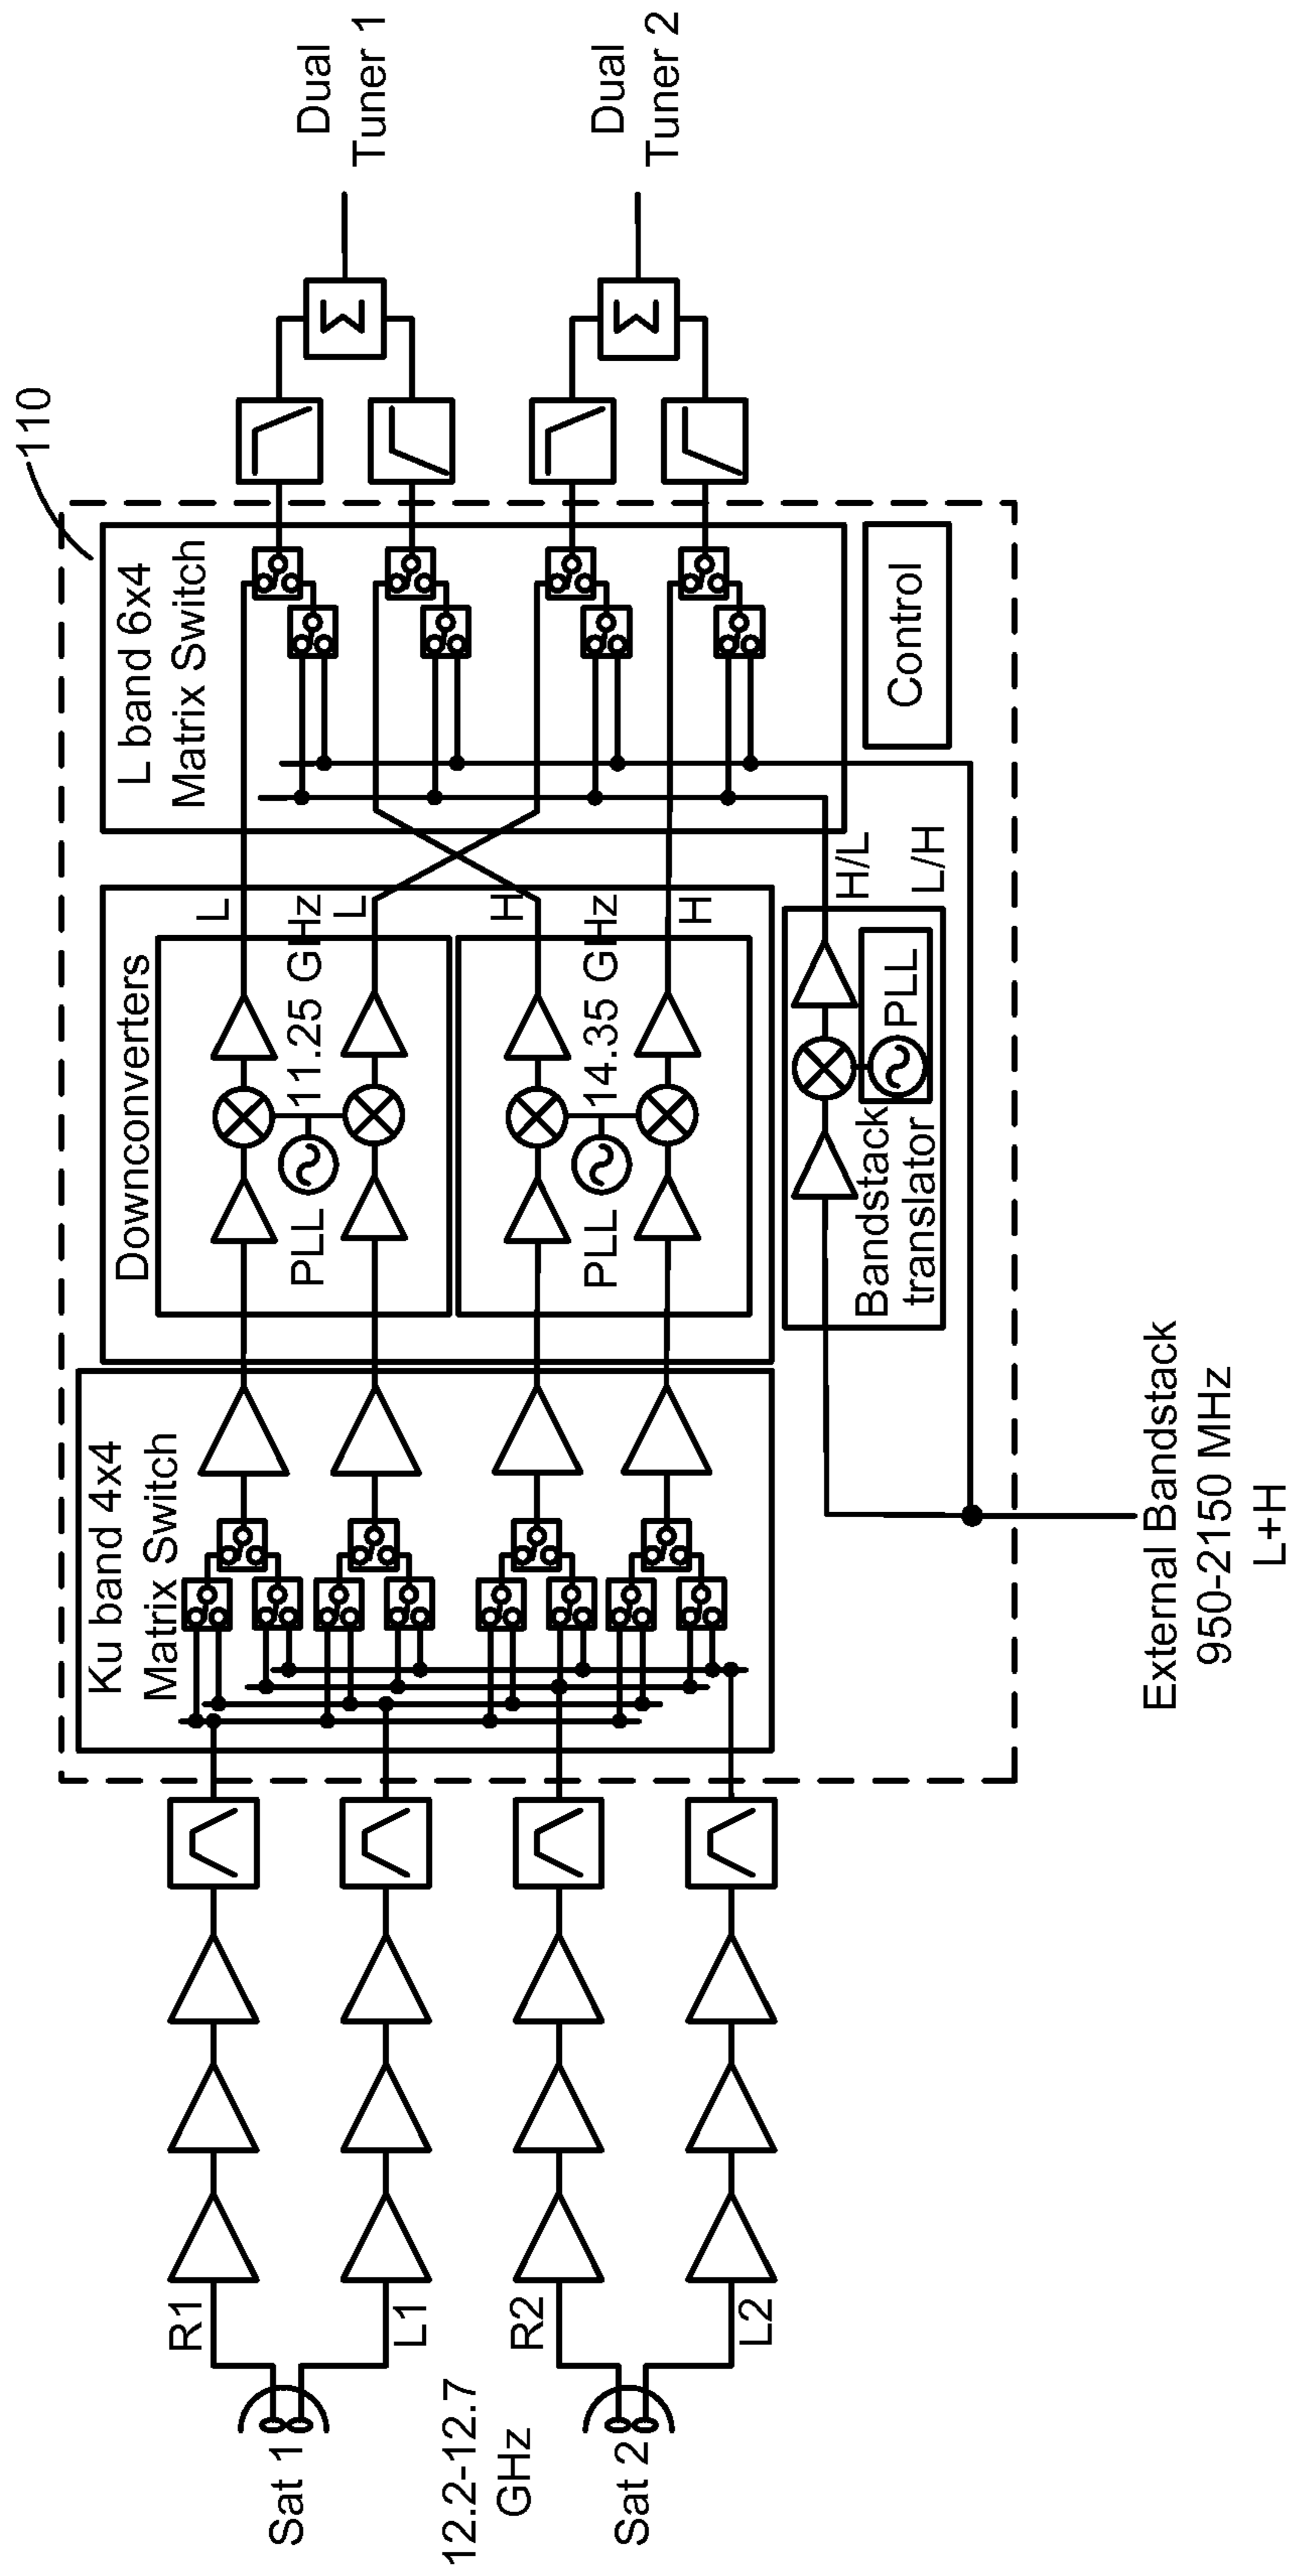 110
Sat 1
12.2-12.7
GHz
Sat 2
R1
L1
R2
L2
Ku band 4x4
Matrix Switch
Downconverters
PLL
11.25 GHz
L
L
PLL
14.35 GHz
H
H
L band 6x4
Matrix Switch
Control
Bandstack
translator
PLL
H/L
L/H
External Bandstack
950-2150 MHz
L+H
Σ
Dual
Tuner 1
Σ
Dual
Tuner 2